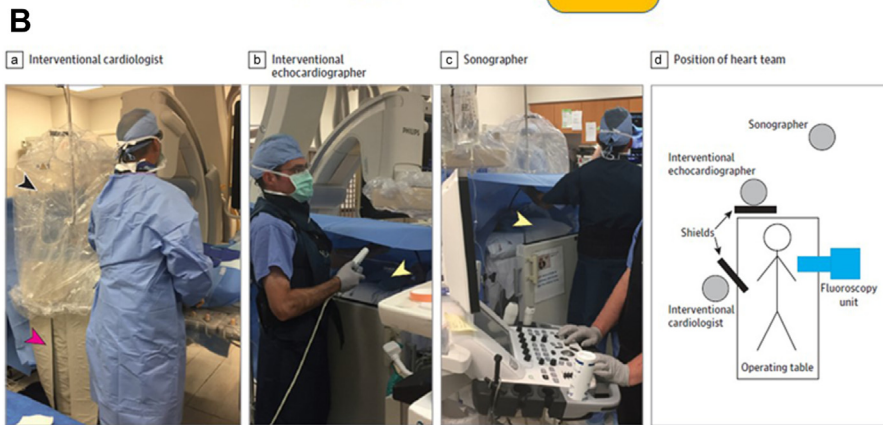 B
a Interventional cardiologist
b Interventional
echocardiographer
c Sonographer
d Position of heart team
PHILIPS
Sonographer
Interventional
echocardiographer
Shields
Fluoroscopy
unit
Interventional
cardiologist
Operating table